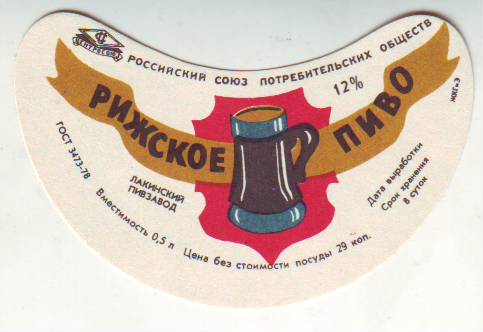 ЦЕНТРОСОЮЗ
РОССИЙСКИЙ СОЮЗ ПОТРЕБИТЕЛЬСКИХ ОБЩЕСТВ
12%
РИЖСКОЕ ПИВО
ГОСТ 3473-78
ЛАКИНСКИЙ
ПИВЗАВОД
Вместимость 0,5 л Цена без стоимости посуды 29 коп.
Дата выработки
Срок хранения
8 суток